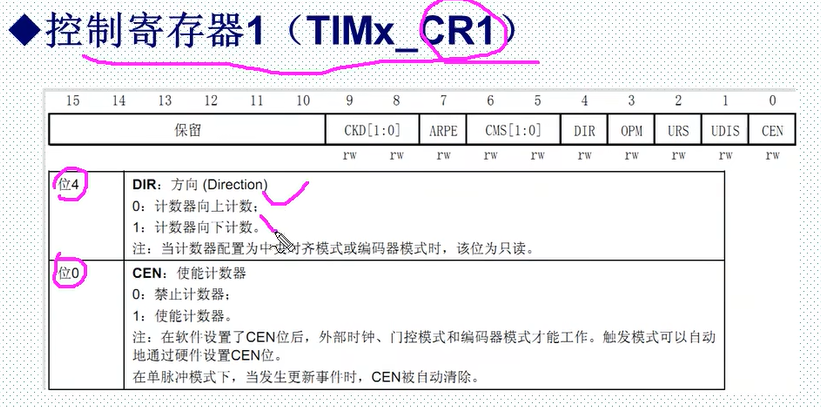 ◆控制寄存器1（TIMx_CR1）
15 14 13 12 11 10 9 8 7 6 5 4 3 2 1 0
保留 CKD[1:0] ARPE CMS[1:0] DIR OPM URS UDIS CEN
rw rw rw rw rw rw rw rw rw rw
位4 DIR：方向 (Direction)
0：计数器向上计数；
1：计数器向下计数。
注：当计数器配置为中央对齐模式或编码器模式时，该位为只读。
位0 CEN：使能计数器
0：禁止计数器；
1：使能计数器。
注：在软件设置了CEN位后，外部时钟、门控模式和编码器模式才能工作。触发模式可以自动
地通过硬件设置CEN位。
在单脉冲模式下，当发生更新事件时，CEN被自动清除。